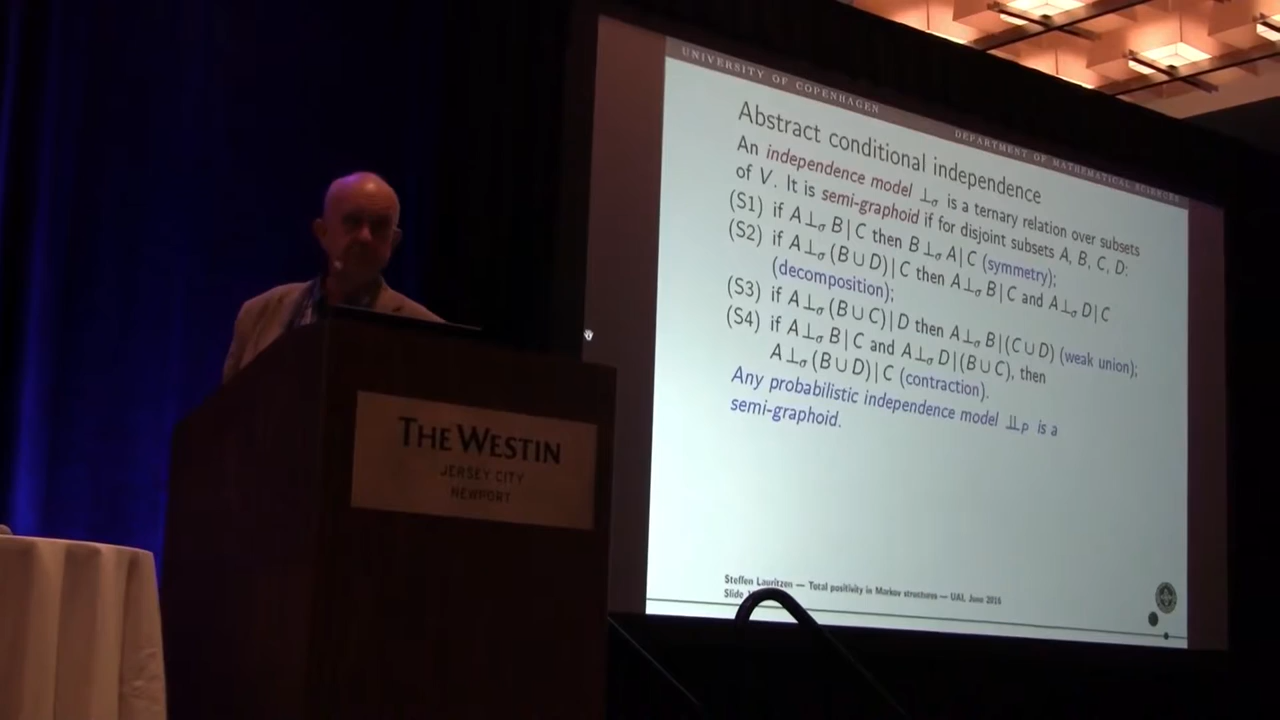 UNIVERSITY OF COPENHAGEN
DEPARTMENT OF MATHEMATICAL SCIENCES
Abstract conditional independence
An independence model ⊥σ is a ternary relation over subsets
of V. It is semi-graphoid if for disjoint subsets A, B, C, D:
(S1) if A⊥σ B | C then B⊥σ A | C (symmetry);
(S2) if A⊥σ (B ∪ D) | C then A⊥σ B | C and A⊥σ D | C
(decomposition);
(S3) if A⊥σ (B ∪ C) | D then A⊥σ B | (C ∪ D) (weak union);
(S4) if A⊥σ B | C and A⊥σ D | (B ∪ C), then
A⊥σ (B ∪ D) | C (contraction).
Any probabilistic independence model ⫫P is a
semi-graphoid.
Steffen Lauritzen — Total positivity in Markov structures — UAI, June 2016
Slide
THE WESTIN
JERSEY CITY
NEWPORT